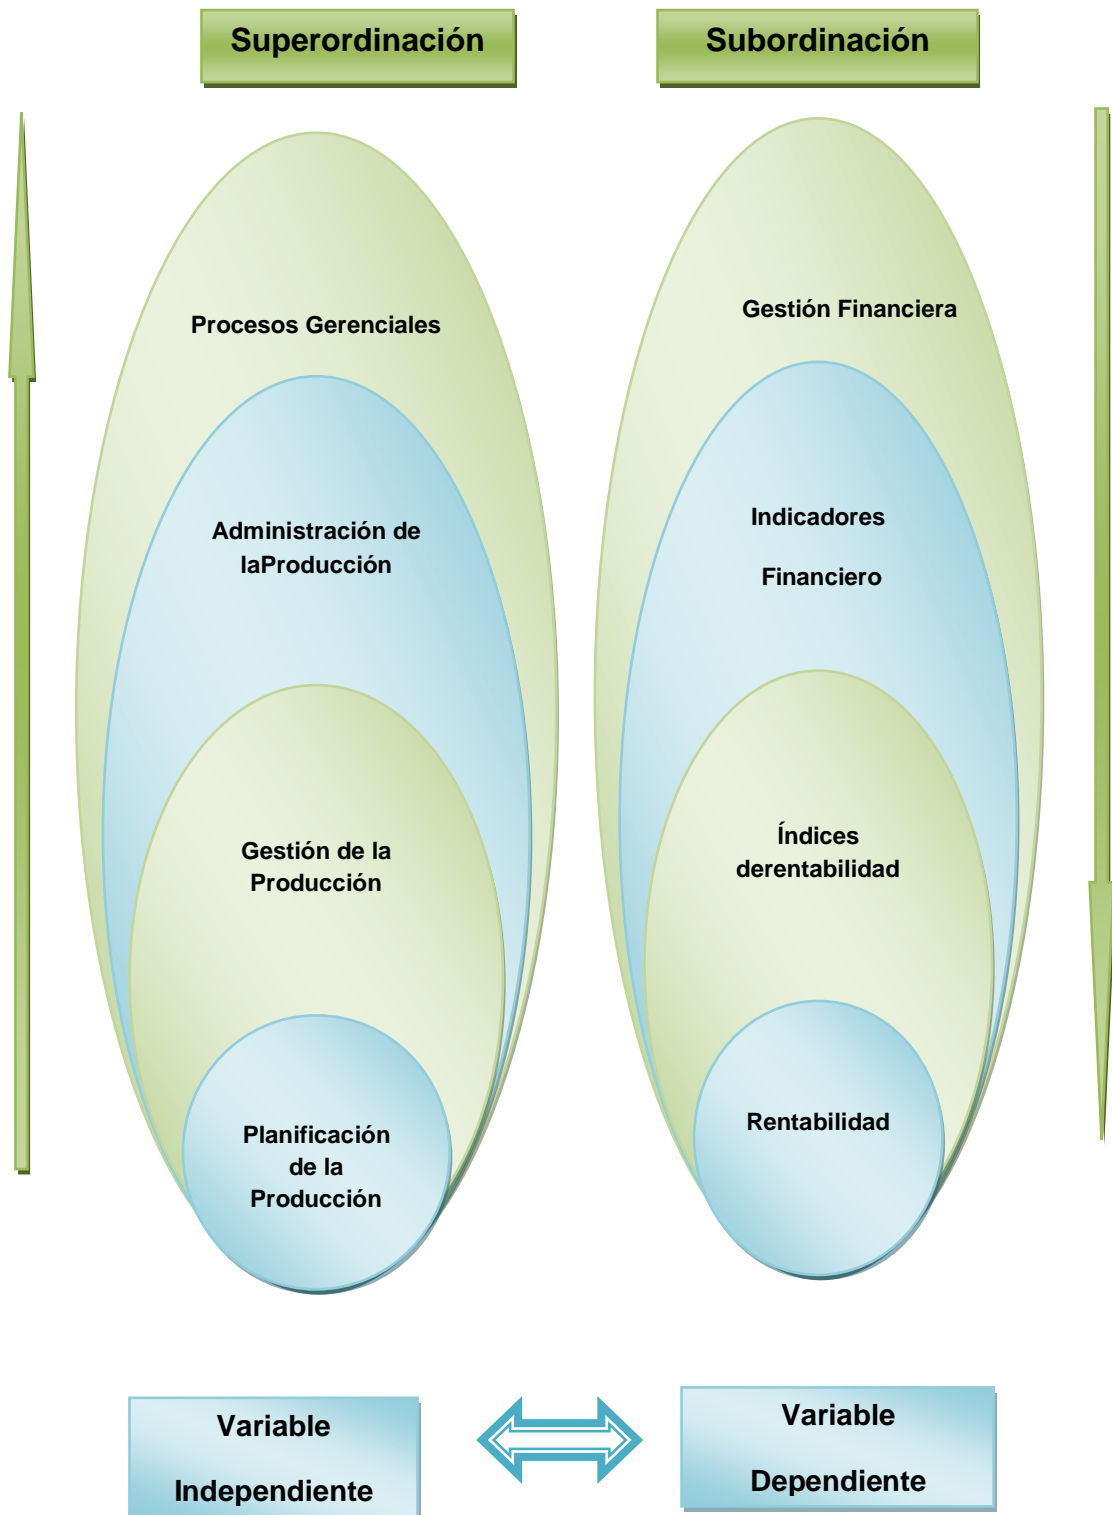 Superordinación
Subordinación
Procesos Gerenciales
Gestión Financiera
Administración de
laProducción
Indicadores
Financiero
Gestión de la
Producción
Índices
derentabilidad
Planificación
de la
Producción
Rentabilidad
Variable
Independiente
Variable
Dependiente